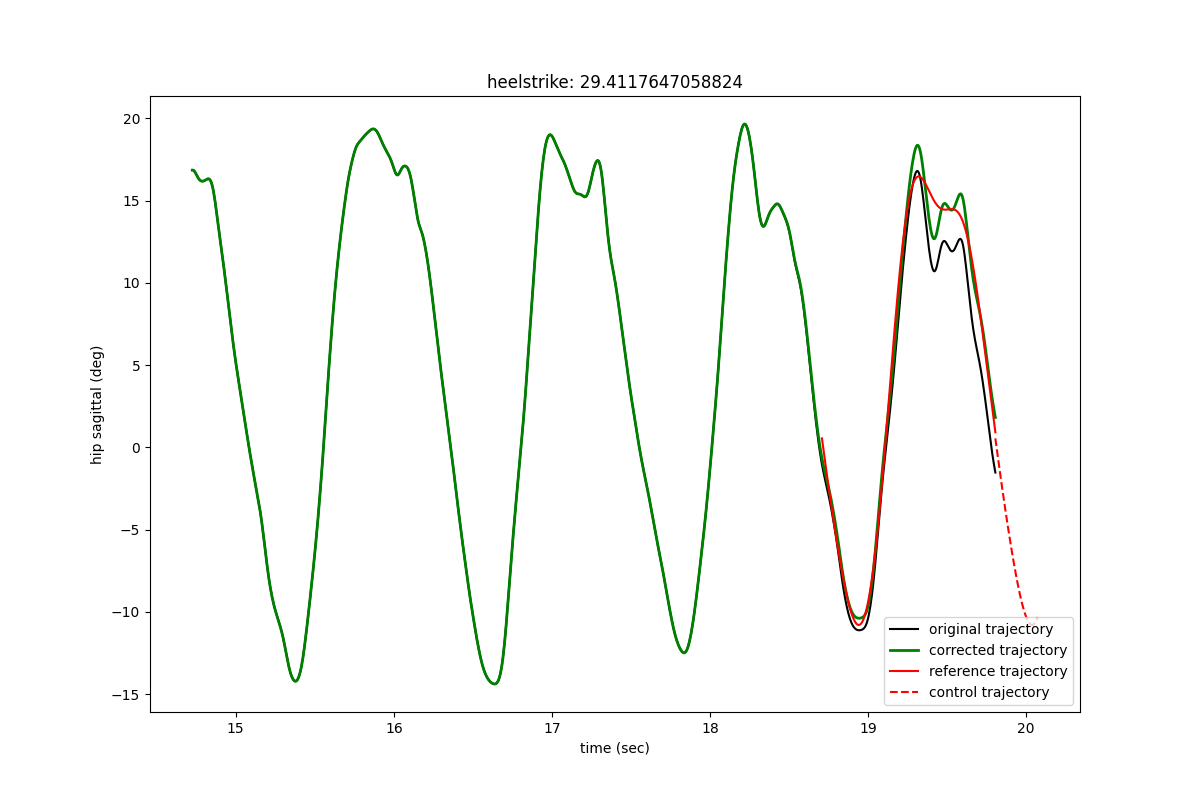 heelstrike: 29.4117647058824
20
15
10
5
0
−5
−10
−15
hip sagittal (deg)
15 16 17 18 19 20
time (sec)
original trajectory
corrected trajectory
reference trajectory
control trajectory